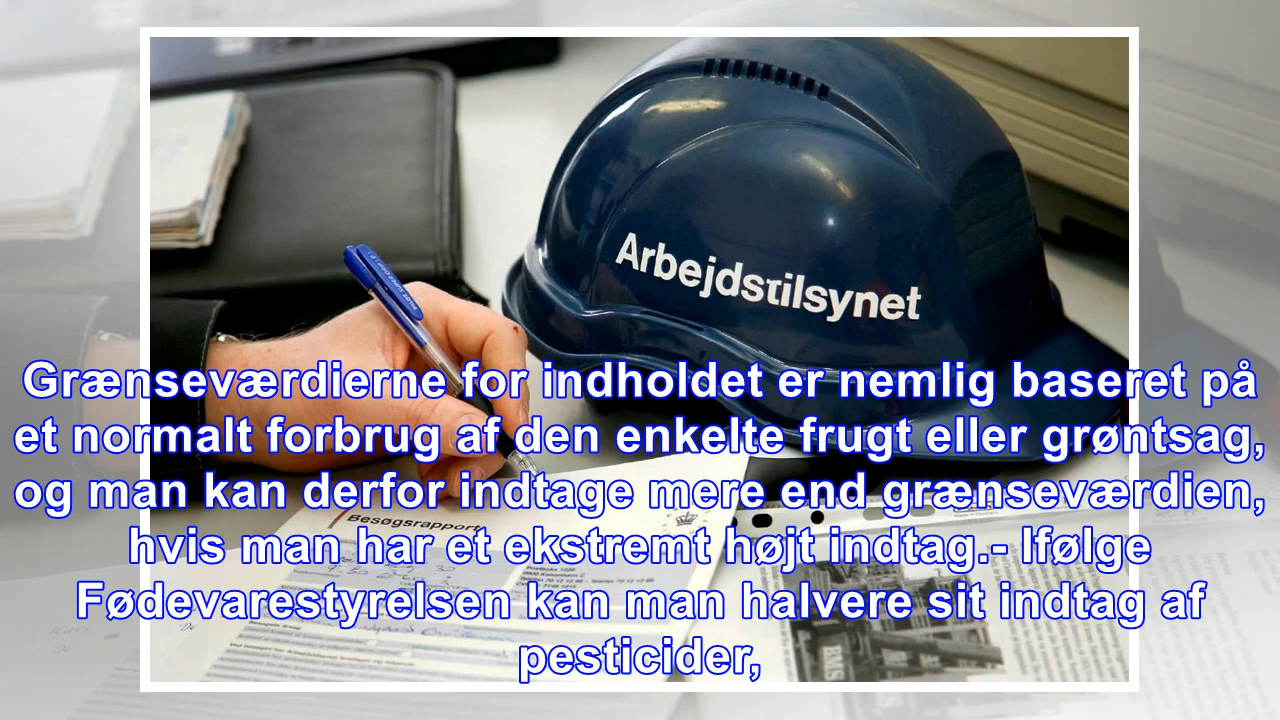 Arbejdstilsynet
Grænseværdierne for indholdet er nemlig baseret på
et normalt forbrug af den enkelte frugt eller grøntsag,
og man kan derfor indtage mere end grænseværdien,
hvis man har et ekstremt højt indtag.- Ifølge
Fødevarestyrelsen kan man halvere sit indtag af
pesticider,
Besøgsrapport
BMS